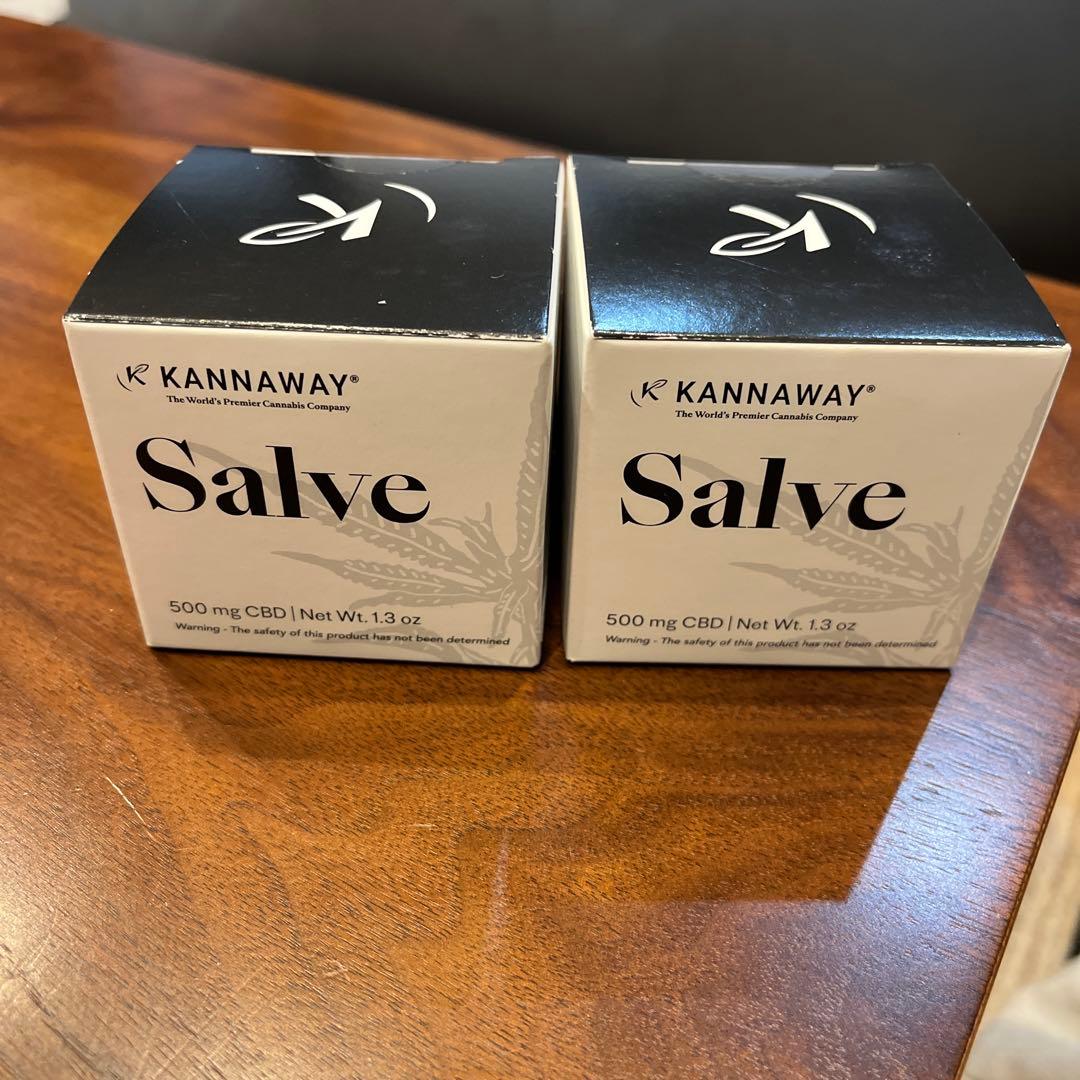 KANNAWAY®
The World's Premier Cannabis Company
Salve
500 mg CBD | Net Wt. 1.3 oz
Warning - The safety of this product has not been determined
KANNAWAY®
The World's Premier Cannabis Company
Salve
500 mg CBD | Net Wt. 1.3 oz
Warning - The safety of this product has not been determined